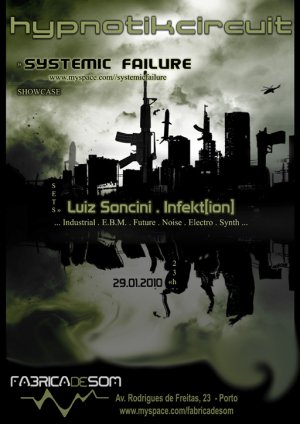 hypnotikcircuit
» SYSTEMIC FAILURE
www.myspace.com//systemicfailure
SHOWCASE
SETS »
Luiz Soncini . Infekt[ion]
... Industrial . E.B.M. . Future . Noise . Electro . Synth ...
29.01.2010
23h
«
FABRICADESOM
Av. Rodrigues de Freitas, 23 - Porto
www.myspace.com/fabricadesom